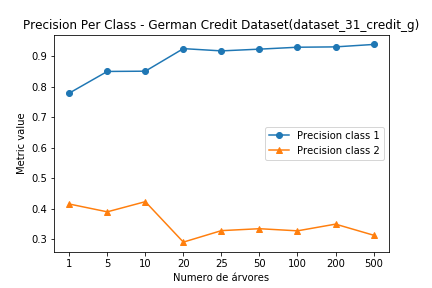 Precision Per Class - German Credit Dataset(dataset_31_credit_g)
0.9
0.8
0.7
0.6
0.5
0.4
0.3
Metric value
Precision class 1
Precision class 2
1 5 10 20 25 50 100 200 500
Numero de árvores